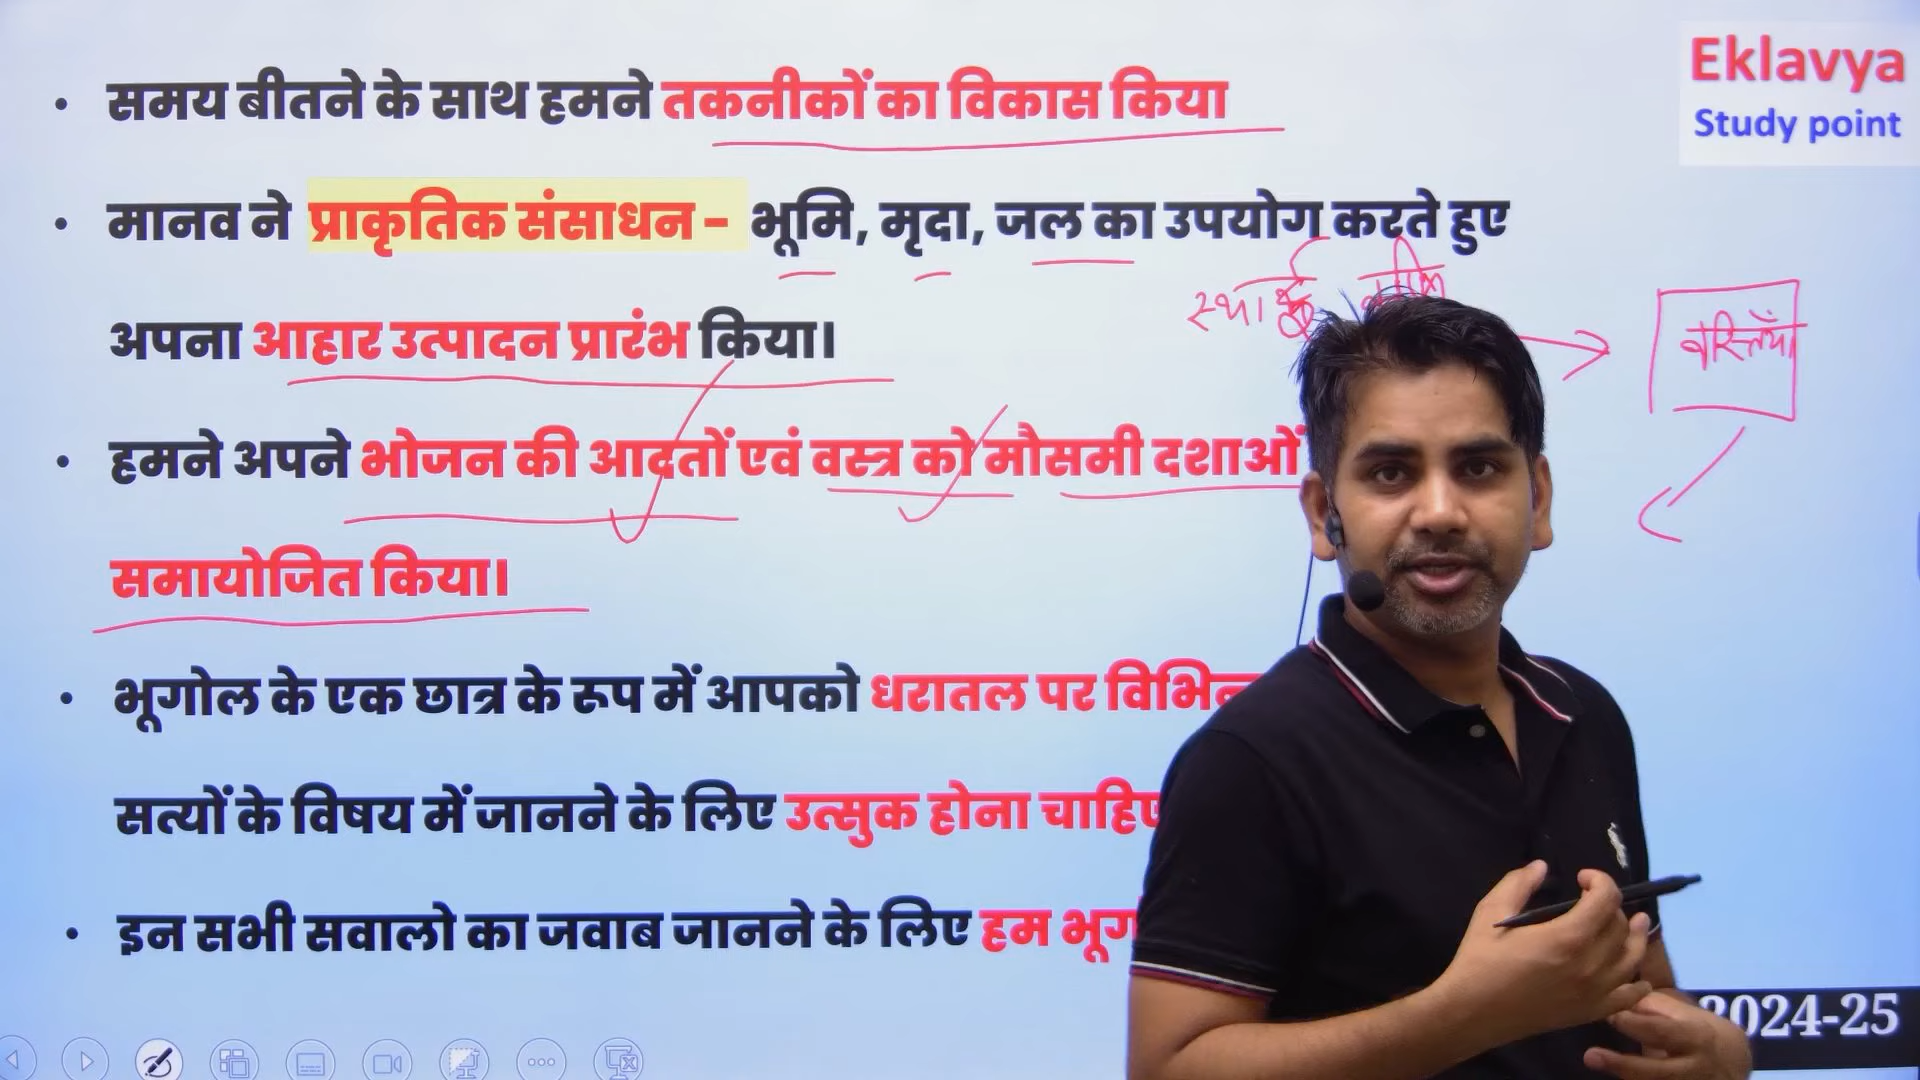 Eklavya
Study point
• समय बीतने के साथ हमने तकनीकों का विकास किया
• मानव ने प्राकृतिक संसाधन - भूमि, मृदा, जल का उपयोग करते हुए
अपना आहार उत्पादन प्रारंभ किया।
स्थाई
बस्तियाँ
• हमने अपने भोजन की आदतों एवं वस्त्र को मौसमी दशाओं
समायोजित किया।
• भूगोल के एक छात्र के रूप में आपको धरातल पर
सत्यों के विषय में जानने के लिए उत्सुक होना
• इन सभी सवालो का जवाब जानने के लिए हम
2024-25